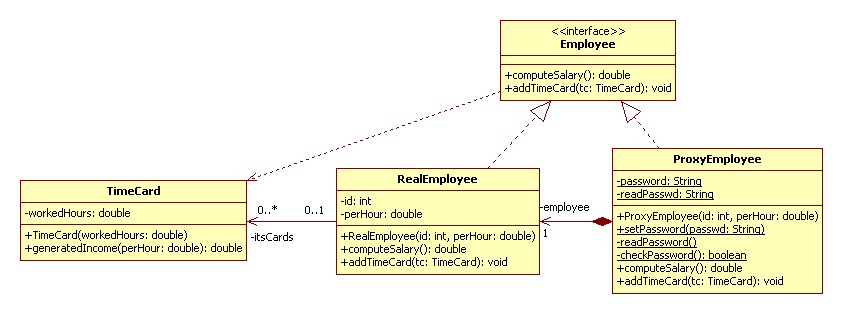 <<interface>>
Employee
+computeSalary(): double
+addTimeCard(tc: TimeCard): void
TimeCard
-workedHours: double
+TimeCard(workedHours: double)
+generatedIncome(perHour: double): double
0..*
0..1
-itsCards
RealEmployee
-id: int
-perHour: double
+RealEmployee(id: int, perHour: double)
+computeSalary(): double
+addTimeCard(tc: TimeCard): void
-employee
1
ProxyEmployee
-password: String
-readPasswd: String
+ProxyEmployee(id: int, perHour: double)
+setPassword(passwd: String)
-readPassword()
-checkPassword(): boolean
+computeSalary(): double
+addTimeCard(tc: TimeCard): void